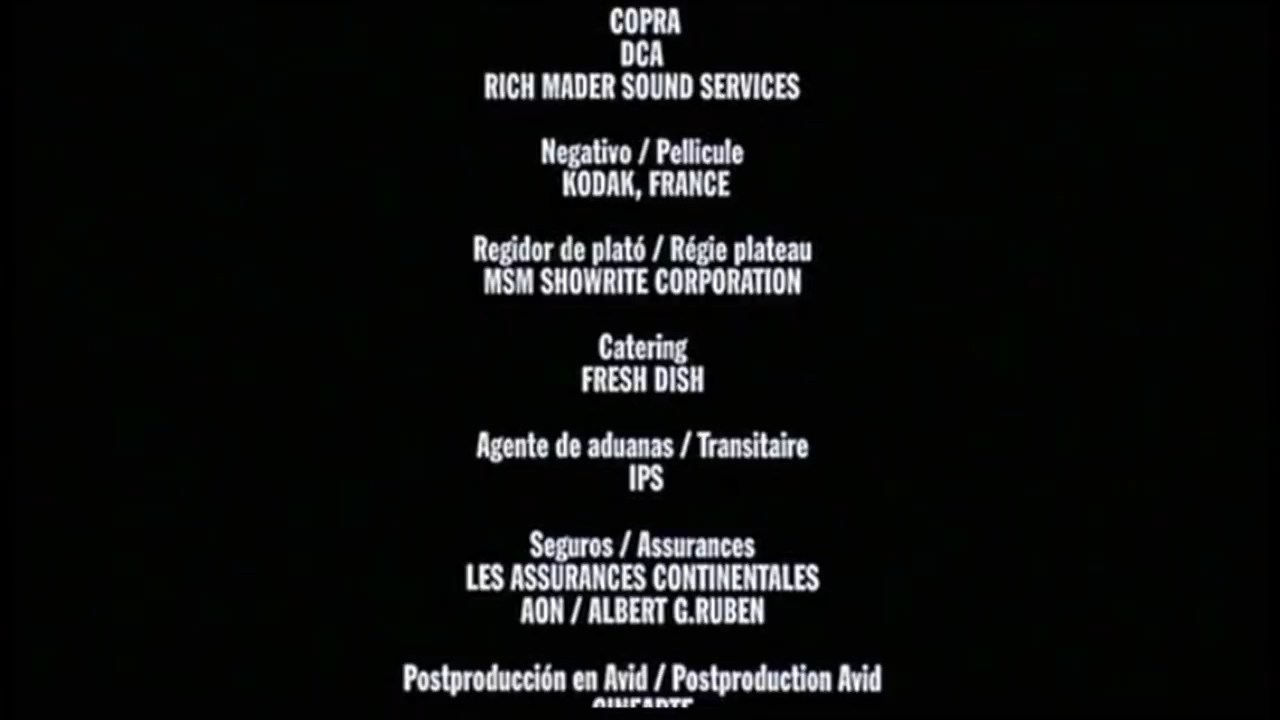 COPRA
DCA
RICH MADER SOUND SERVICES
Negativo / Pellicule
KODAK, FRANCE
Regidor de plató / Régie plateau
MSM SHOWRITE CORPORATION
Catering
FRESH DISH
Agente de aduanas / Transitaire
IPS
Seguros / Assurances
LES ASSURANCES CONTINENTALES
AON / ALBERT G.RUBEN
Postproducción en Avid / Postproduction Avid